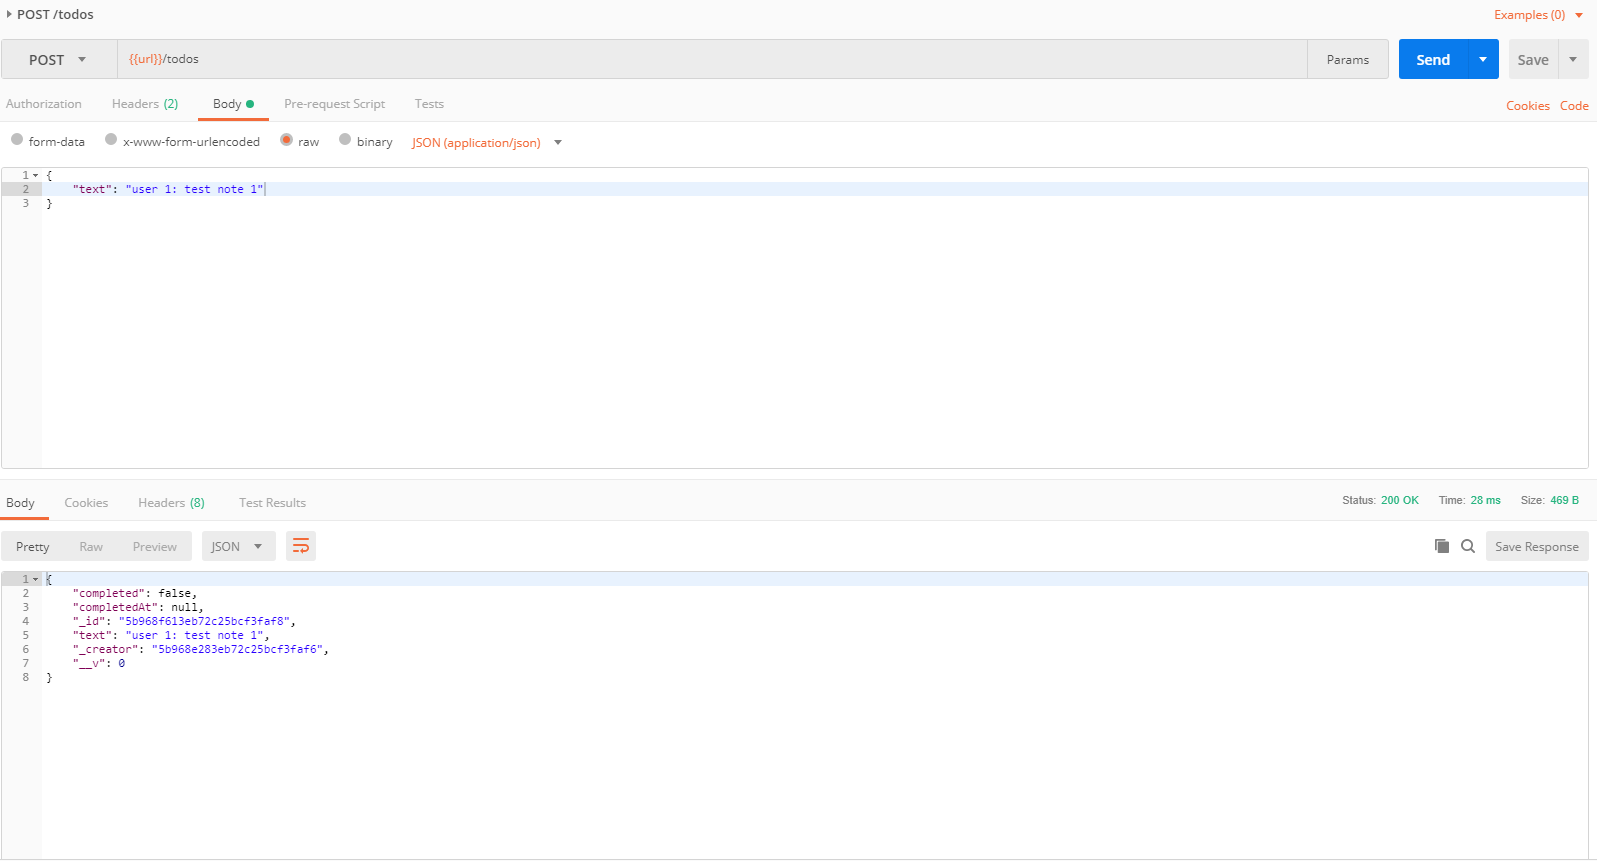 POST /todos
Examples (0)
POST
{{url}}/todos
Params
Send
Save
Authorization
Headers (2)
Body
Pre-request Script
Tests
Cookies
Code
form-data
x-www-form-urlencoded
raw
binary
JSON (application/json)
1 {
2 "text": "user 1: test note 1"
3 }
Body
Cookies
Headers (8)
Test Results
Status: 200 OK
Time: 28 ms
Size: 469 B
Pretty
Raw
Preview
JSON
Save Response
1 {
2 "completed": false,
3 "completedAt": null,
4 "_id": "5b968f613eb72c25bcf3faf8",
5 "text": "user 1: test note 1",
6 "_creator": "5b968e283eb72c25bcf3faf6",
7 "__v": 0
8 }